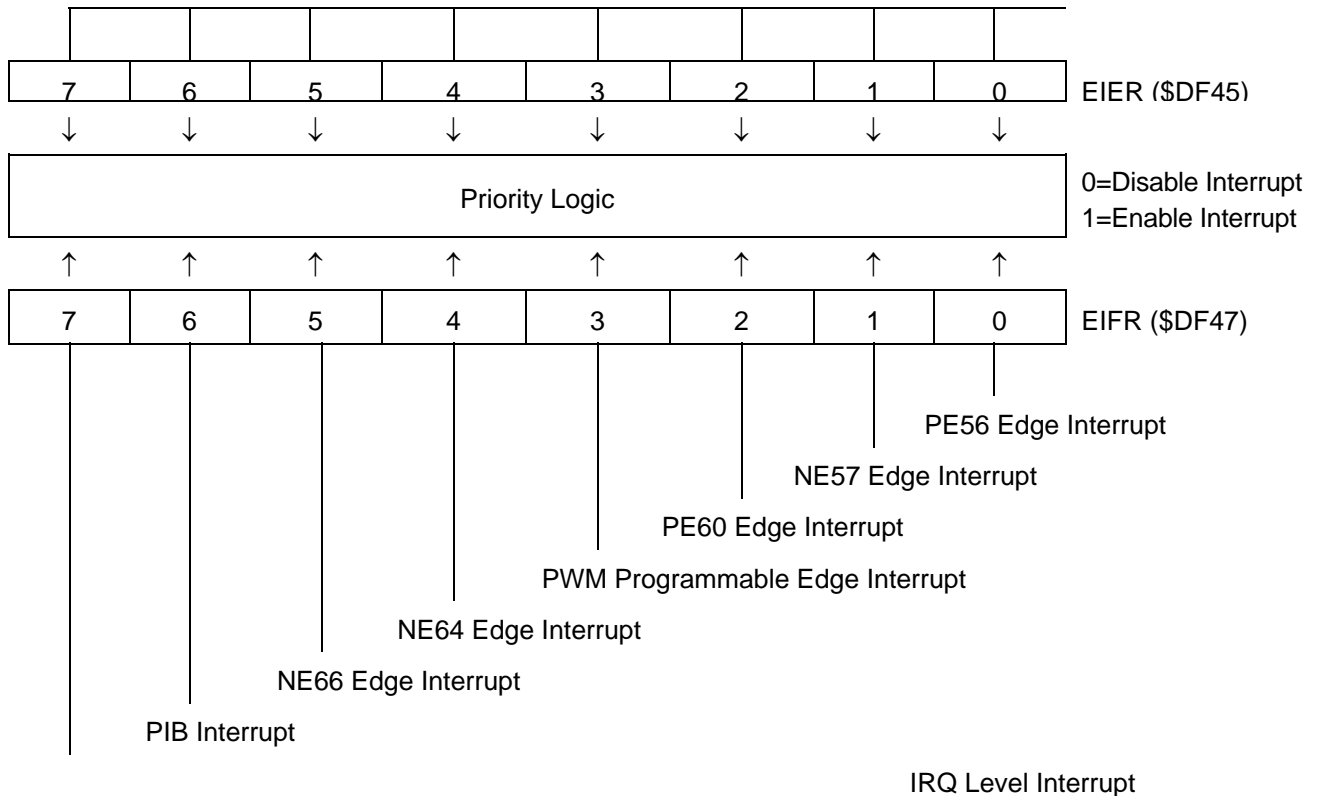 7 6 5 4 3 2 1 0 EIER ($DF45)
↓ ↓ ↓ ↓ ↓ ↓ ↓ ↓
Priority Logic
0=Disable Interrupt
1=Enable Interrupt
↑ ↑ ↑ ↑ ↑ ↑ ↑ ↑
7 6 5 4 3 2 1 0 EIFR ($DF47)
PE56 Edge Interrupt
NE57 Edge Interrupt
PE60 Edge Interrupt
PWM Programmable Edge Interrupt
NE64 Edge Interrupt
NE66 Edge Interrupt
PIB Interrupt
IRQ Level Interrupt